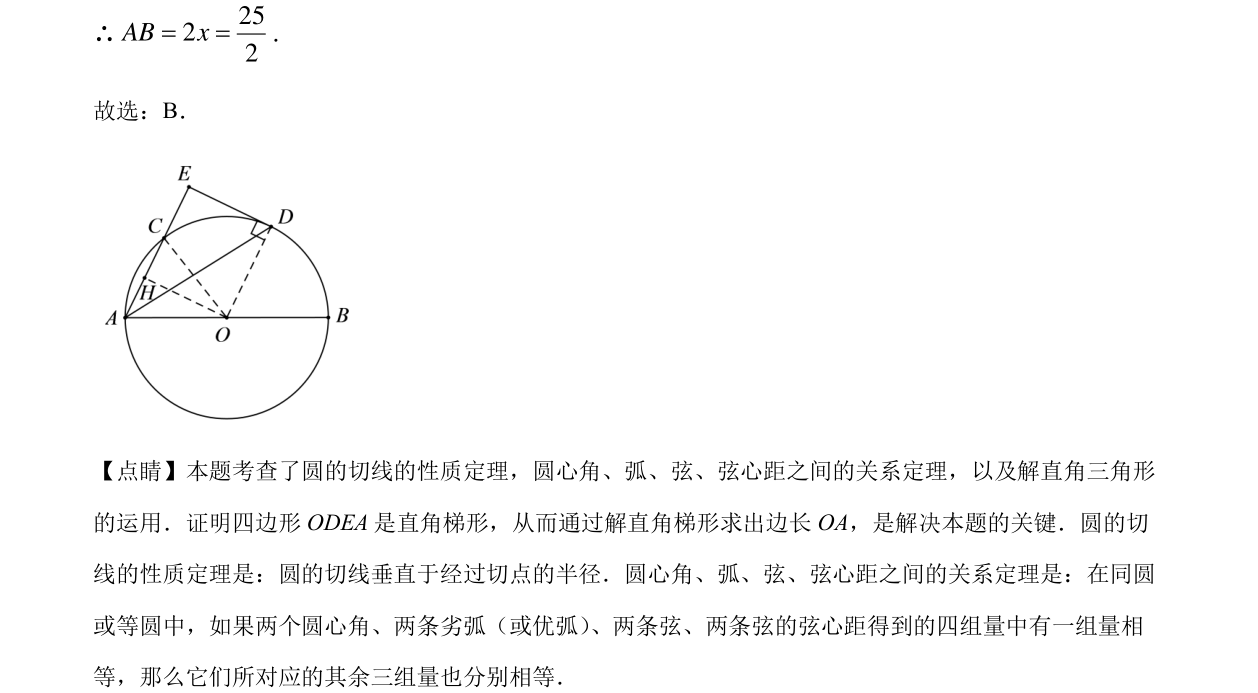 ∴ AB = 2x = 25/2 .
故选：B．
E
C
D
H
A
O
B
【点睛】本题考查了圆的切线的性质定理，圆心角、弧、弦、弦心距之间的关系定理，以及解直角三角形
的运用．证明四边形 ODEA 是直角梯形，从而通过解直角梯形求出边长 OA，是解决本题的关键．圆的切
线的性质定理是：圆的切线垂直于经过切点的半径．圆心角、弧、弦、弦心距之间的关系定理是：在同圆
或等圆中，如果两个圆心角、两条劣弧（或优弧）、两条弦、两条弦的弦心距得到的四组量中有一组量相
等，那么它们所对应的其余三组量也分别相等．